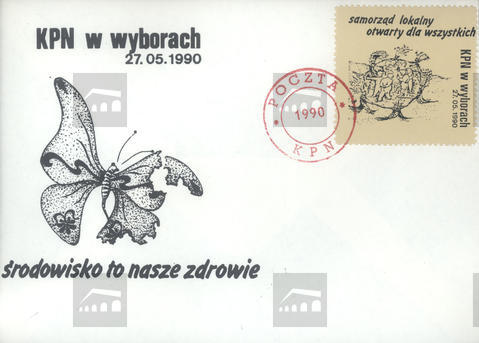 KPN w wyborach
27.05.1990
samorząd lokalny
otwarty dla wszystkich
KPN w wyborach
27.05.1990
* POCZTA *
1990
KPN
środowisko to nasze zdrowie